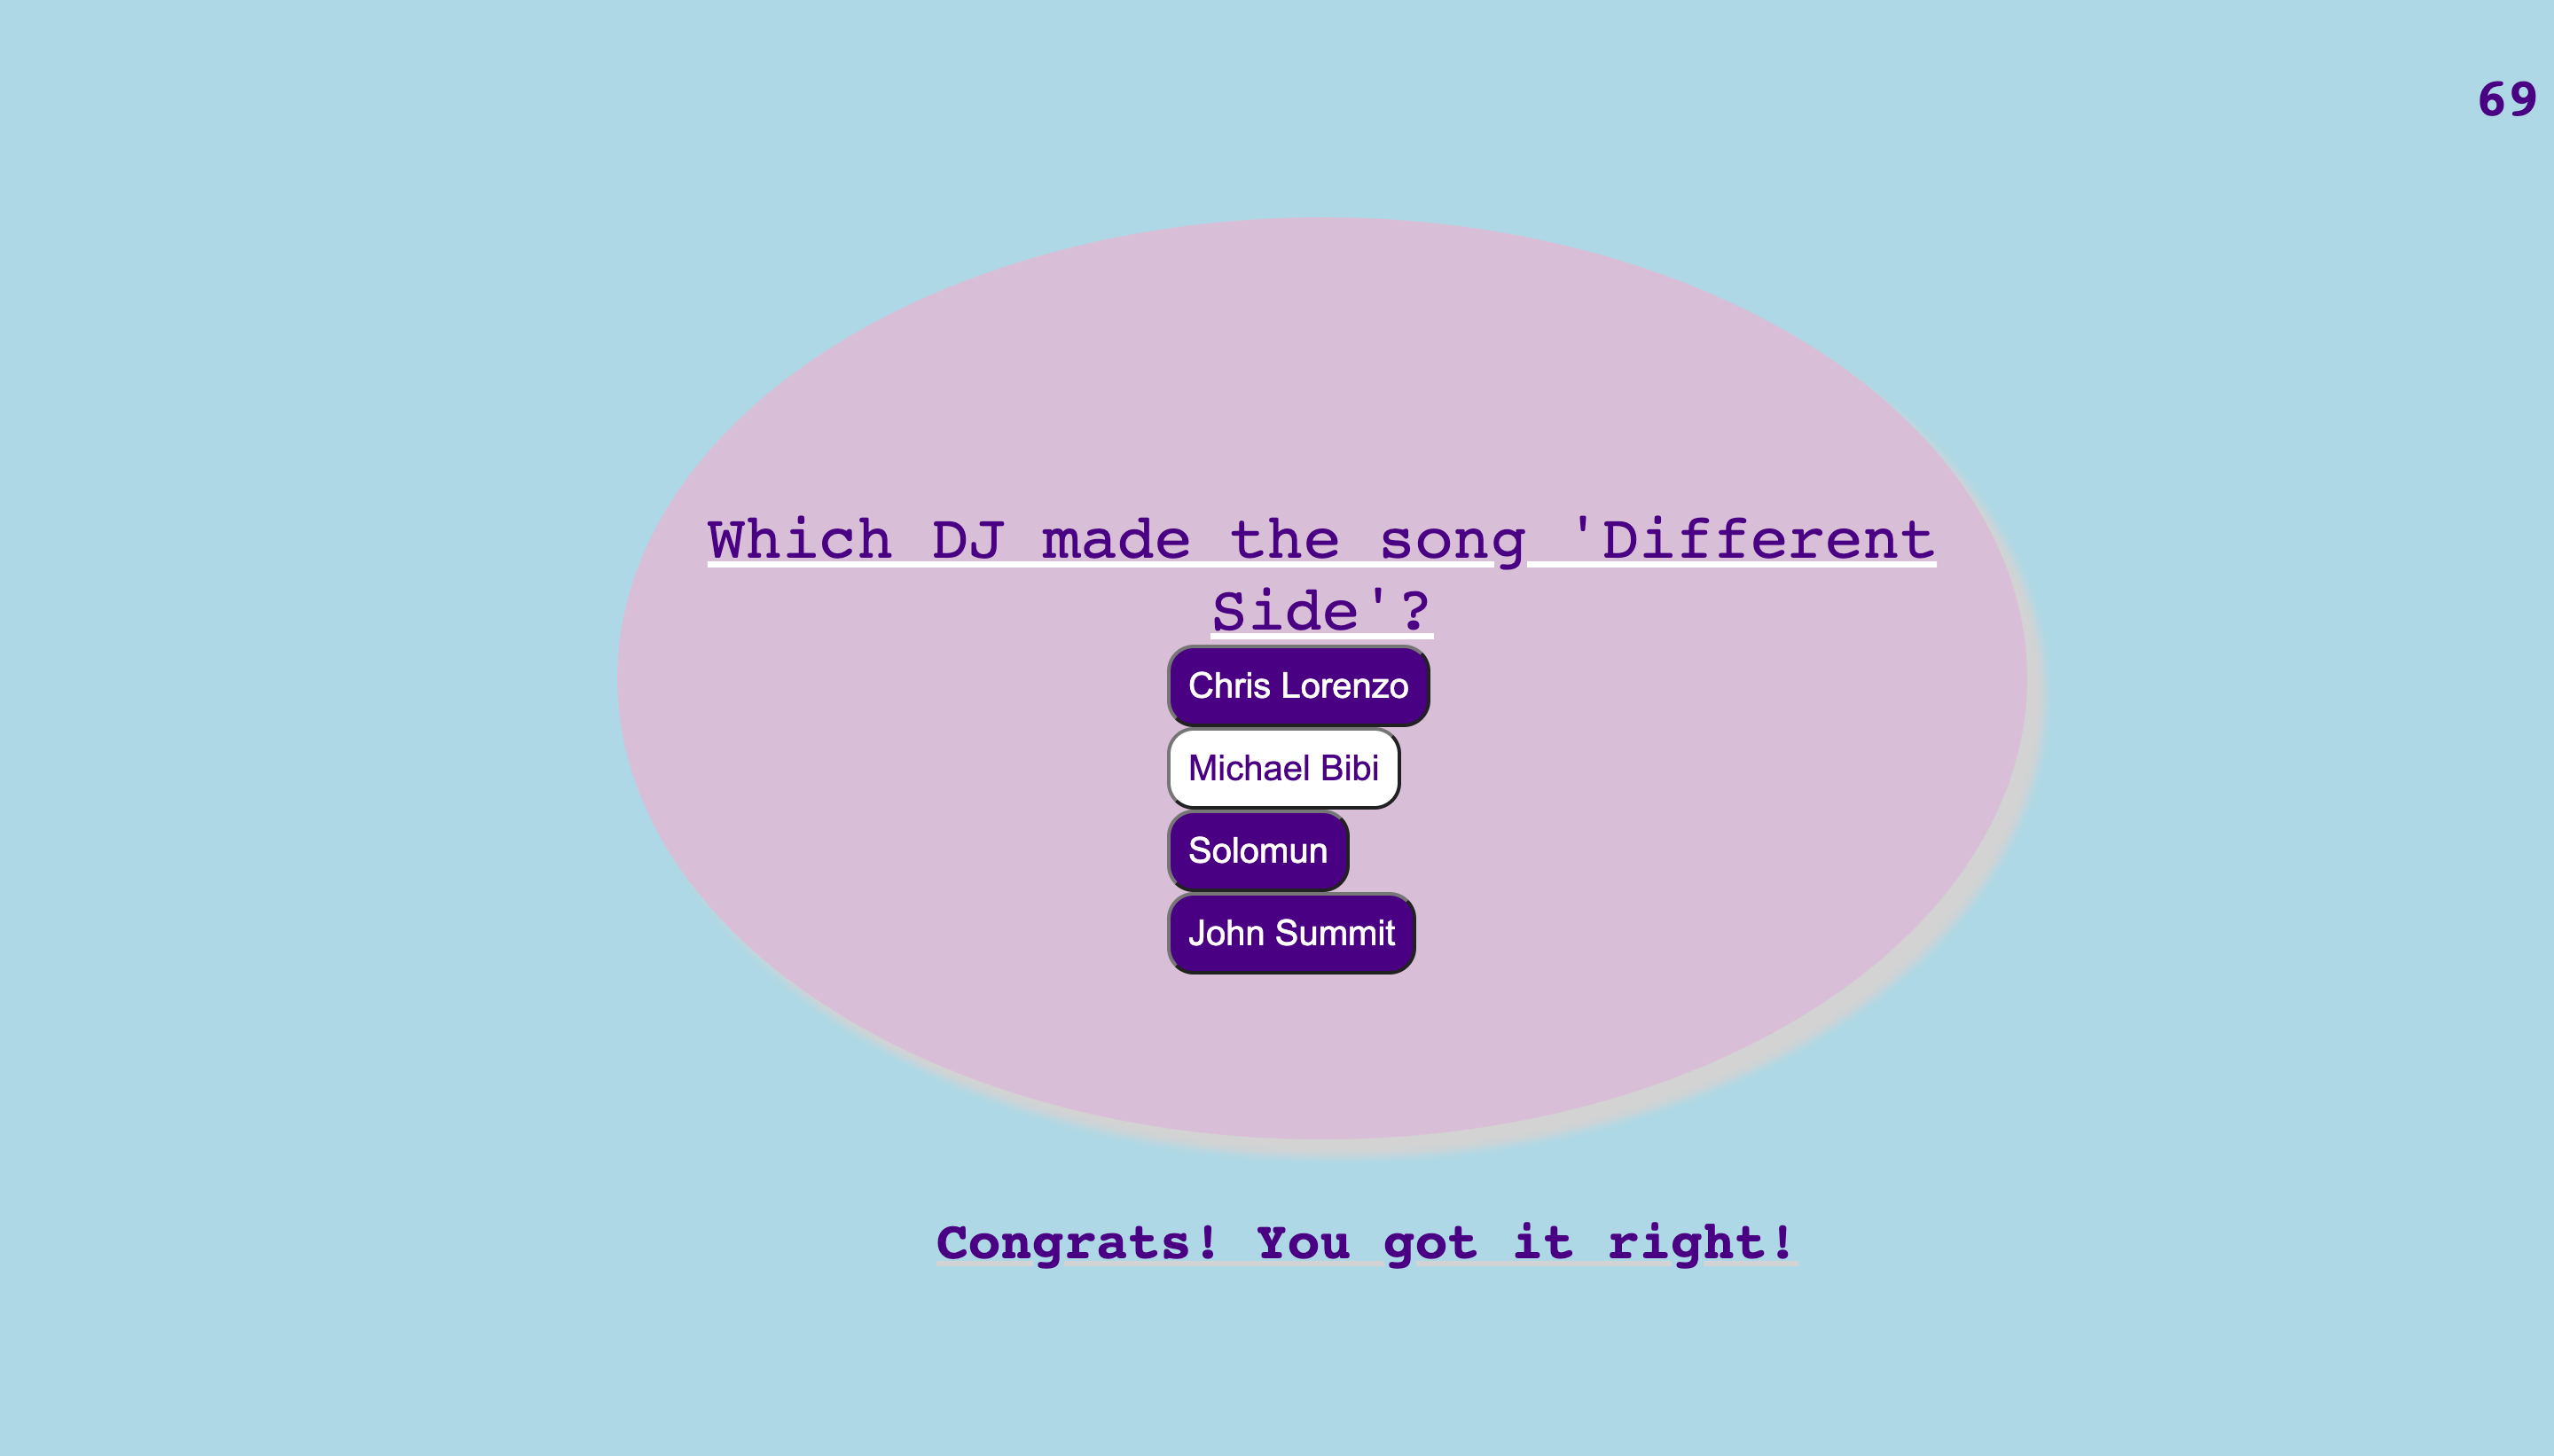 69
Which DJ made the song 'Different
Side'?
Chris Lorenzo
Michael Bibi
Solomun
John Summit
Congrats! You got it right!